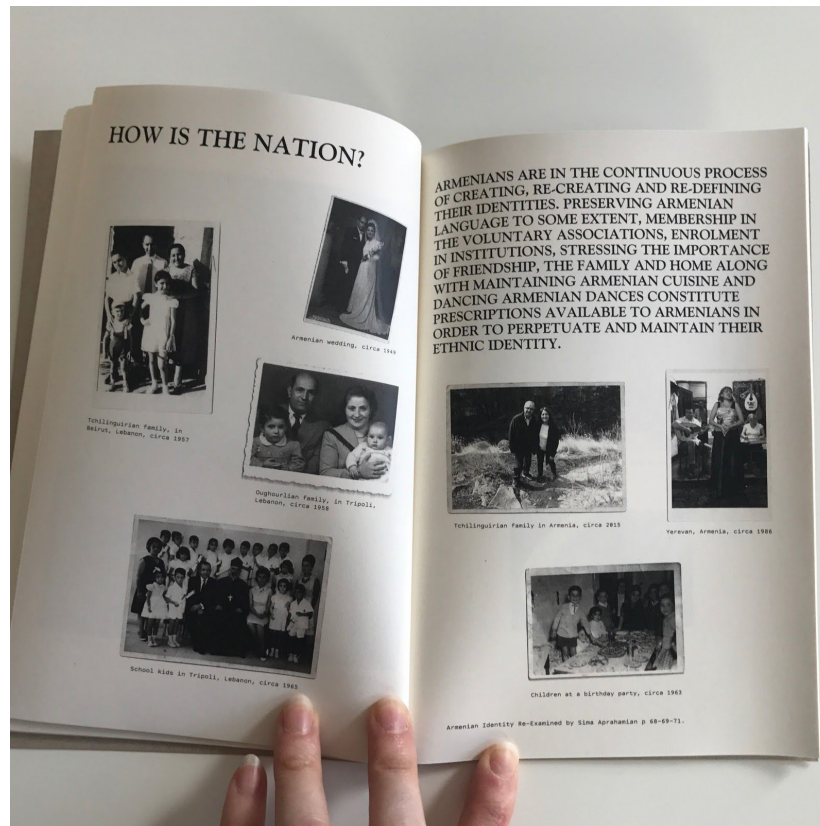 HOW IS THE NATION?
Armenian wedding, circa 1949
Tchilinguirian family, in
Beirut, Lebanon, circa 1957
Oughourlian family, in Tripoli,
Lebanon, circa 1958
School kids in Tripoli, Lebanon, circa 1965
ARMENIANS ARE IN THE CONTINUOUS PROCESS
OF CREATING, RE-CREATING AND RE-DEFINING
THEIR IDENTITIES. PRESERVING ARMENIAN
LANGUAGE TO SOME EXTENT, MEMBERSHIP IN
THE VOLUNTARY ASSOCIATIONS, ENROLMENT
IN INSTITUTIONS, STRESSING THE IMPORTANCE
OF FRIENDSHIP, THE FAMILY AND HOME ALONG
WITH MAINTAINING ARMENIAN CUISINE AND
DANCING ARMENIAN DANCES CONSTITUTE
PRESCRIPTIONS AVAILABLE TO ARMENIANS IN
ORDER TO PERPETUATE AND MAINTAIN THEIR
ETHNIC IDENTITY.
Tchilinguirian family in Armenia, circa 2015
Yerevan, Armenia, circa 1986
Children at a birthday party, circa 1963
Armenian Identity Re-Examined by Sima Aprahamian p 68-69-71.